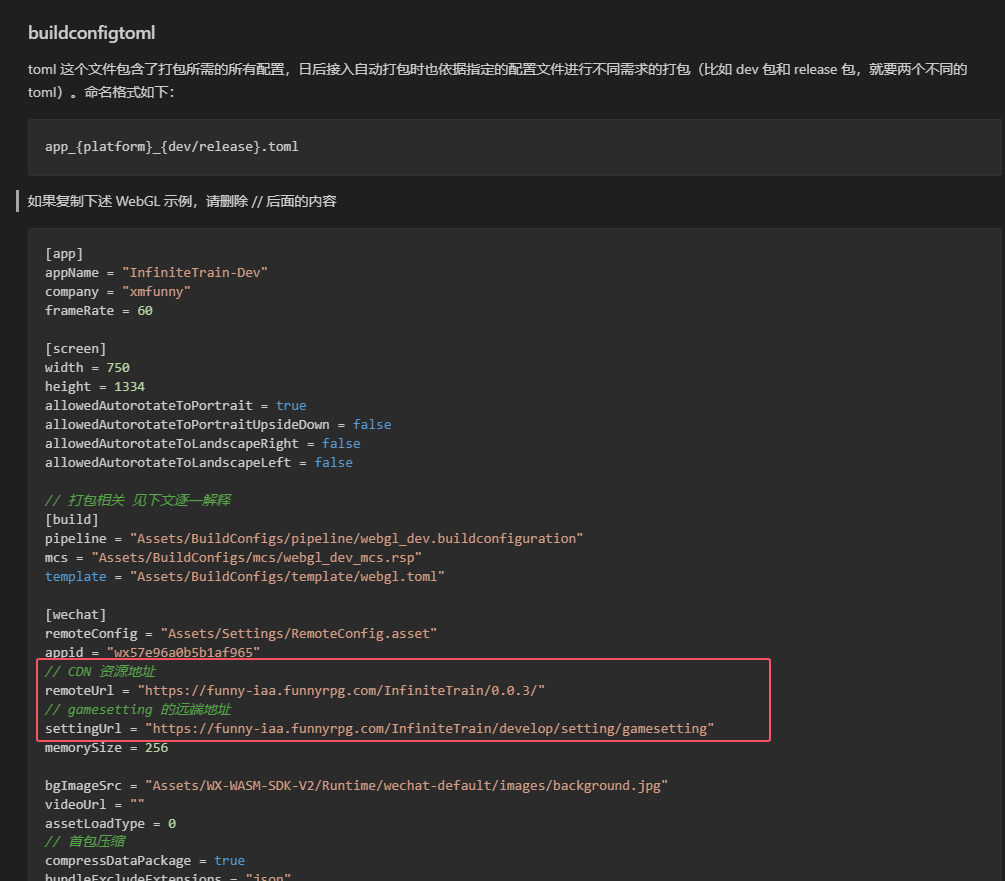 buildconfigtoml
toml 这个文件包含了打包所需的所有配置，日后接入自动打包时也依据指定的配置文件进行不同需求的打包（比如 dev 包和 release 包，就要两个不同的
toml）。命名格式如下：
app_{platform}_{dev/release}.toml
如果复制下述 WebGL 示例，请删除 // 后面的内容
[app]
appName = "InfiniteTrain-Dev"
company = "xmfunny"
frameRate = 60
[screen]
width = 750
height = 1334
allowedAutorotateToPortrait = true
allowedAutorotateToPortraitUpsideDown = false
allowedAutorotateToLandscapeRight = false
allowedAutorotateToLandscapeLeft = false
// 打包相关 见下文逐一解释
[build]
pipeline = "Assets/BuildConfigs/pipeline/webgl_dev.buildconfiguration"
mcs = "Assets/BuildConfigs/mcs/webgl_dev_mcs.rsp"
template = "Assets/BuildConfigs/template/webgl.toml"
[wechat]
remoteConfig = "Assets/Settings/RemoteConfig.asset"
appid = "wx57e96a0b5b1af965"
// CDN 资源地址
remoteUrl = "https://funny-iaa.funnyrpg.com/InfiniteTrain/0.0.3/"
// gamesetting 的远端地址
settingUrl = "https://funny-iaa.funnyrpg.com/InfiniteTrain/develop/setting/gamesetting"
memorySize = 256
bgImageSrc = "Assets/WX-WASM-SDK-V2/Runtime/wechat-default/images/background.jpg"
videoUrl = ""
assetLoadType = 0
// 首包压缩
compressDataPackage = true
bundleExcludeExtensions = "json"